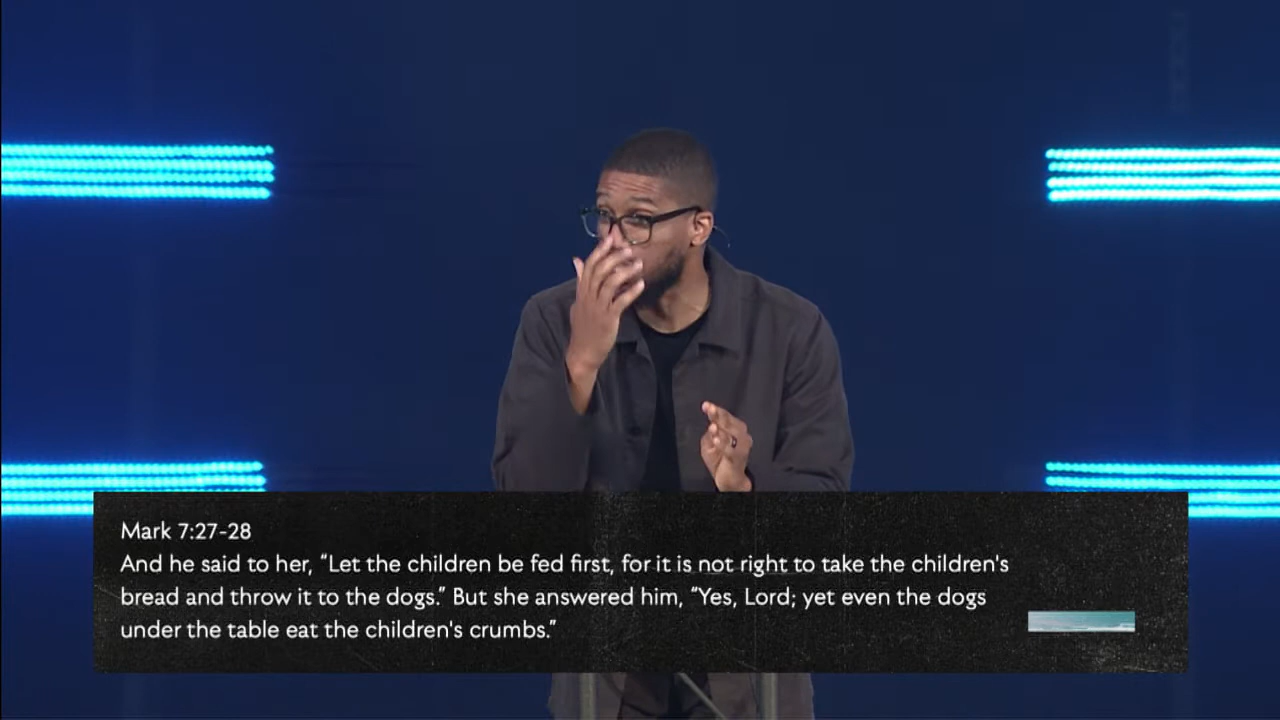 Mark 7:27-28
And he said to her, “Let the children be fed first, for it is not right to take the children's
bread and throw it to the dogs.” But she answered him, “Yes, Lord; yet even the dogs
under the table eat the children's crumbs.”